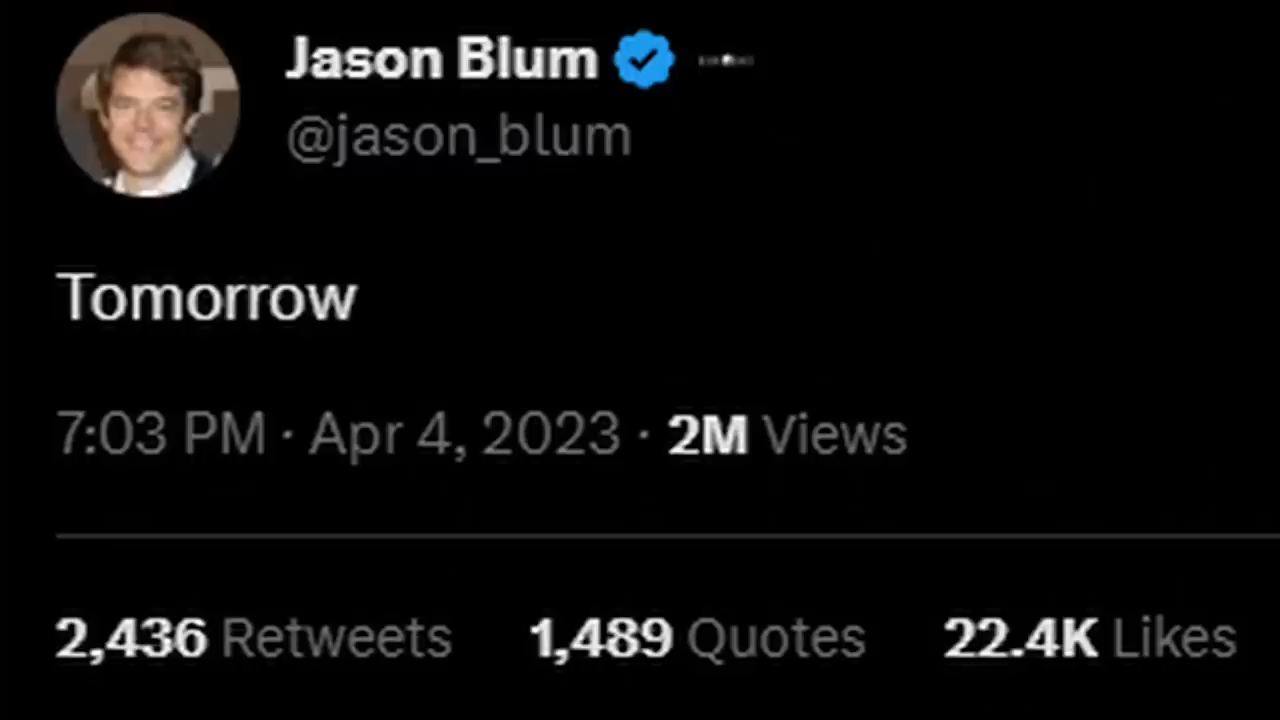 Jason Blum
@jason_blum
Tomorrow
7:03 PM · Apr 4, 2023 · 2M Views
2,436 Retweets 1,489 Quotes 22.4K Likes